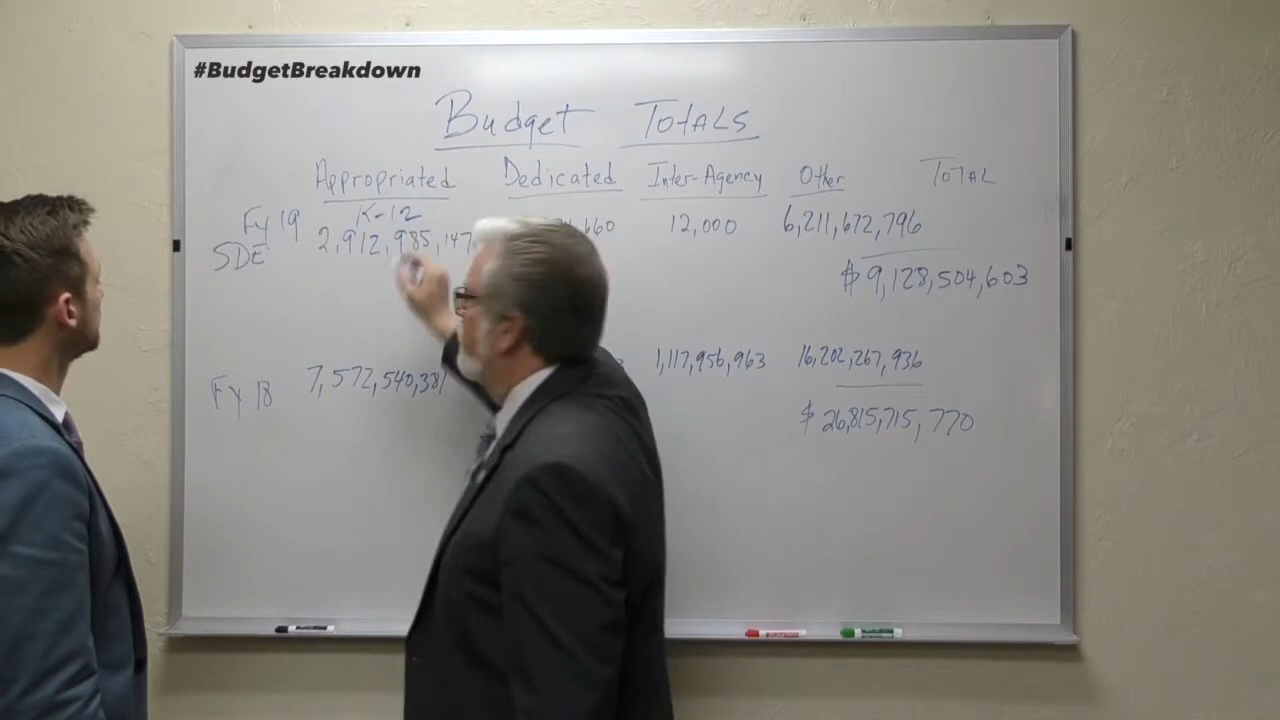 #BudgetBreakdown
Budget TotALS
Appropriated Dedicated Inter-Agency Other TOTAL
Fy 19 K-12 12,000 6,211,672,796
SDE 2,912,985,147
$ 9,128,504,603
1,117,956,963 16,202,267,936
Fy 18 7,572,540,381
$ 26,815,715,770